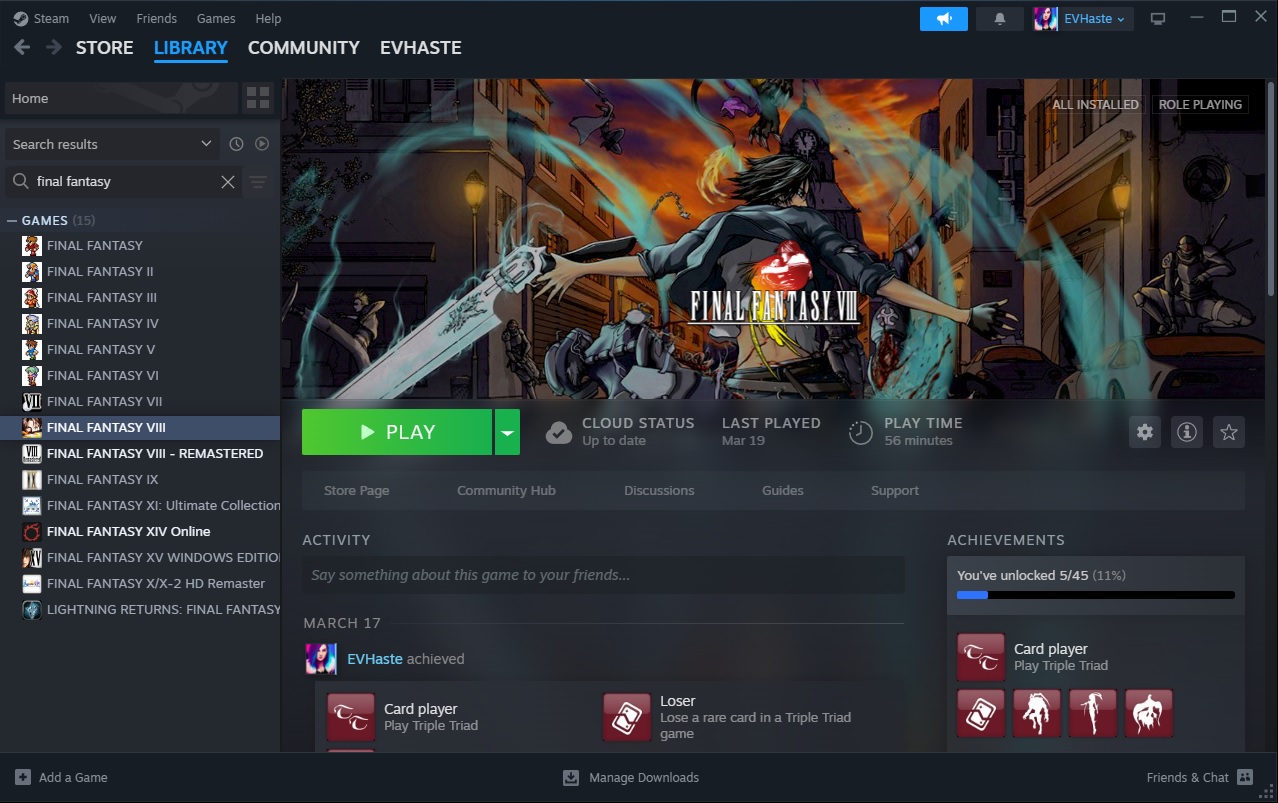 Steam View Friends Games Help
EVHaste
STORE LIBRARY COMMUNITY EVHASTE
Home
ALL INSTALLED ROLE PLAYING
Search results
final fantasy
GAMES (15)
FINAL FANTASY
FINAL FANTASY II
FINAL FANTASY III
FINAL FANTASY IV
FINAL FANTASY V
FINAL FANTASY VI
FINAL FANTASY VII
FINAL FANTASY VIII
FINAL FANTASY VIII - REMASTERED
FINAL FANTASY IX
FINAL FANTASY XI: Ultimate Collection
FINAL FANTASY XIV Online
FINAL FANTASY XV WINDOWS EDITIO
FINAL FANTASY X/X-2 HD Remaster
LIGHTNING RETURNS: FINAL FANTASY
HOTEL
FINAL FANTASY VIII
PLAY
CLOUD STATUS
Up to date
LAST PLAYED
Mar 19
PLAY TIME
56 minutes
Store Page Community Hub Discussions Guides Support
ACTIVITY
Say something about this game to your friends...
MARCH 17
EVHaste achieved
Card player
Play Triple Triad
Loser
Lose a rare card in a Triple Triad
game
ACHIEVEMENTS
You've unlocked 5/45 (11%)
Card player
Play Triple Triad
Add a Game
Manage Downloads
Friends & Chat